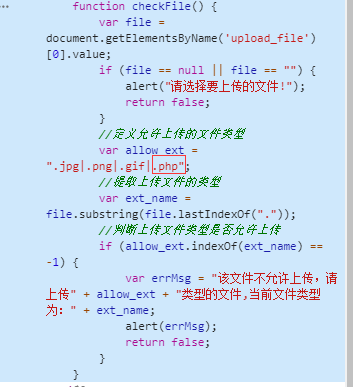 function checkFile() {
var file =
document.getElementsByName('upload_file')
[0].value;
if (file == null || file == "") {
alert("请选择要上传的文件!");
return false;
}
//定义允许上传的文件类型
var allow_ext =
".jpg|.png|.gif|.php";
//提取上传文件的类型
var ext_name =
file.substring(file.lastIndexOf("."));
//判断上传文件类型是否允许上传
if (allow_ext.indexOf(ext_name) ==
-1) {
var errMsg = "该文件不允许上传，请
上传" + allow_ext + "类型的文件,当前文件类型
为：" + ext_name;
alert(errMsg);
return false;
}
}